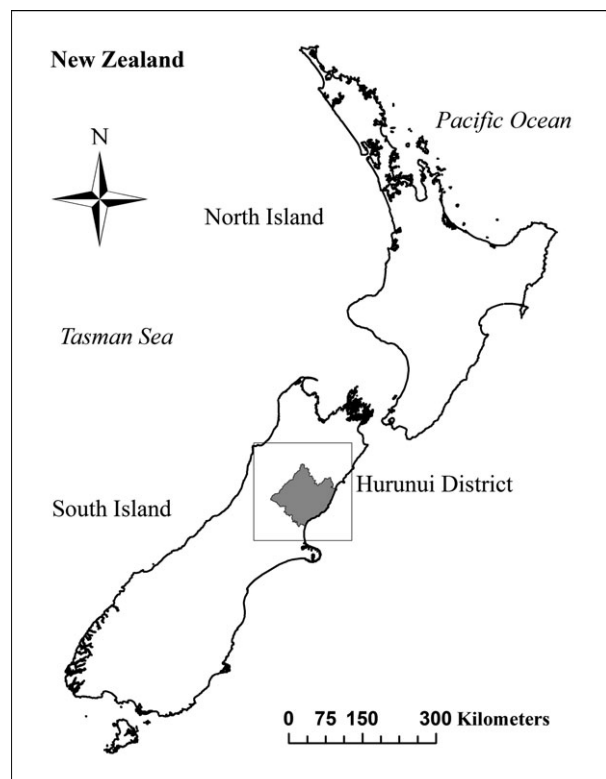 New Zealand
Pacific Ocean
N
North Island
Tasman Sea
Hurunui District
South Island
0 75 150 300 Kilometers